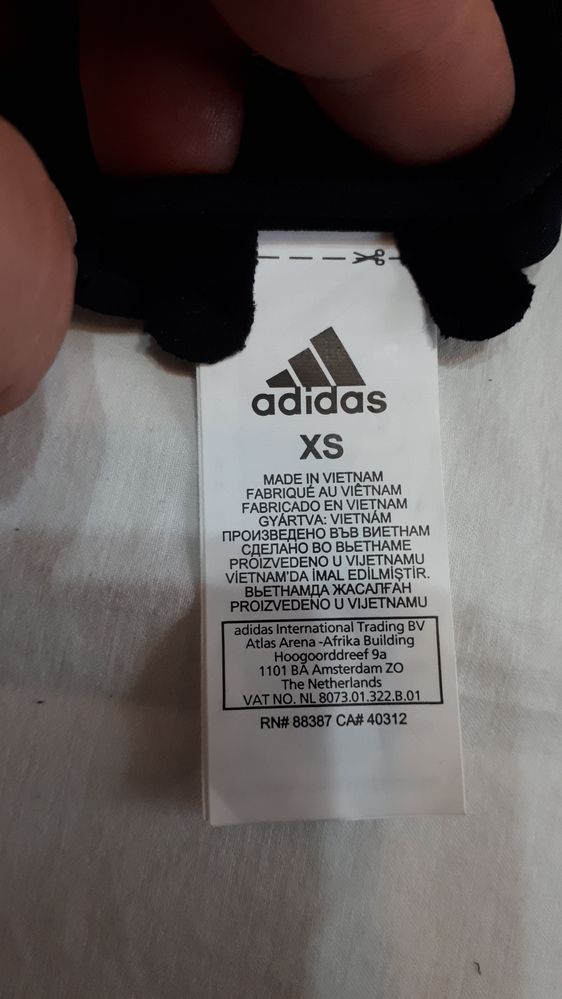 adidas
XS
MADE IN VIETNAM
FABRIQUÉ AU VIÊTNAM
FABRICADO EN VIETNAM
GYÁRTVA: VIETNÁM
ПРОИЗВЕДЕНО ВЪВ ВИЕТНАМ
СДЕЛАНО ВО ВЬЕТНАМЕ
PROIZVEDENO U VIJETNAMU
VİETNAM'DA İMAL EDİLMİŞTİR.
ВЬЕТНАМДА ЖАСАЛҒАН
PROIZVEDENO U VIJETNAMU
adidas International Trading BV
Atlas Arena -Afrika Building
Hoogoorddreef 9a
1101 BA Amsterdam ZO
The Netherlands
VAT NO. NL 8073.01.322.B.01
RN# 88387 CA# 40312